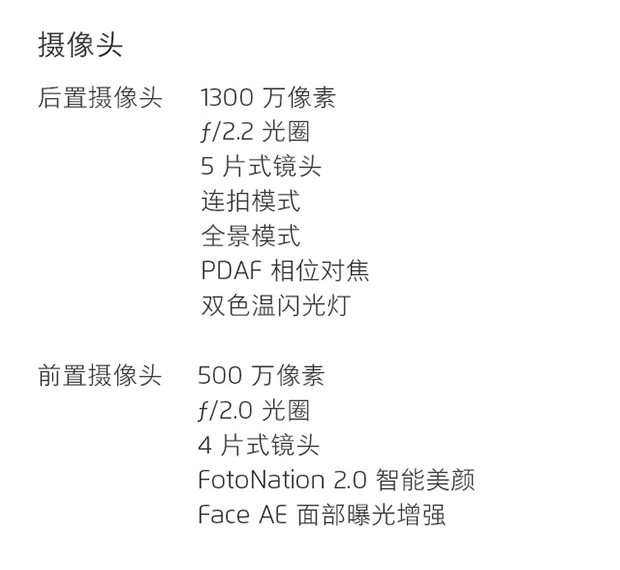 摄像头
后置摄像头 1300 万像素
ƒ/2.2 光圈
5 片式镜头
连拍模式
全景模式
PDAF 相位对焦
双色温闪光灯
前置摄像头 500 万像素
ƒ/2.0 光圈
4 片式镜头
FotoNation 2.0 智能美颜
Face AE 面部曝光增强